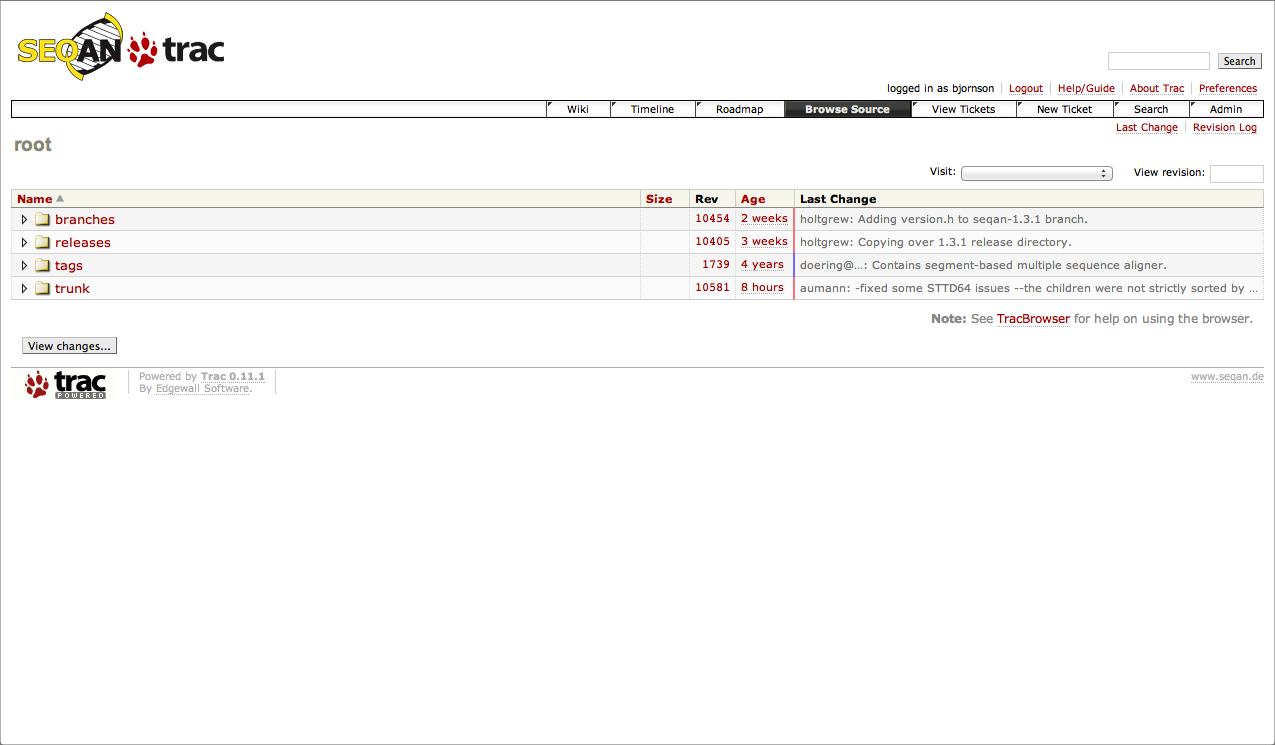 SEQAN trac
Search
logged in as bjornson Logout Help/Guide About Trac Preferences
Wiki Timeline Roadmap Browse Source View Tickets New Ticket Search Admin
Last Change Revision Log
root
Visit: View revision:
Name Size Rev Age Last Change
branches 10454 2 weeks holtgrew: Adding version.h to seqan-1.3.1 branch.
releases 10405 3 weeks holtgrew: Copying over 1.3.1 release directory.
tags 1739 4 years doering@...: Contains segment-based multiple sequence aligner.
trunk 10581 8 hours aumann: -fixed some STTD64 issues --the children were not strictly sorted by ...
Note: See TracBrowser for help on using the browser.
View changes...
trac POWERED
Powered by Trac 0.11.1
By Edgewall Software.
www.seqan.de